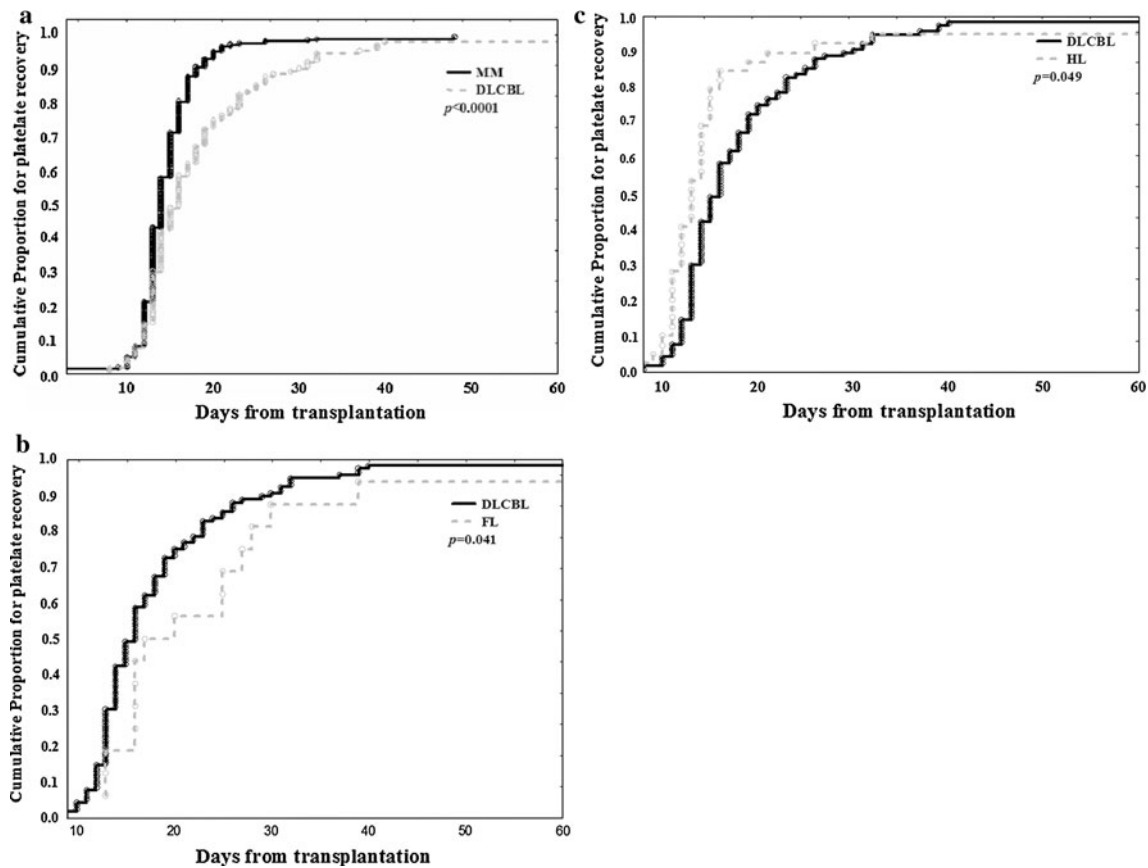 a
Cumulative Proportion for platelate recovery
1.0
0.9
0.8
0.7
0.6
0.5
0.4
0.3
0.2
0.1
0.0
MM
DLCBL
p<0.0001
10 20 30 40 50 60
Days from transplantation
c
Cumulative Proportion for platelate recovery
1.0
0.9
0.8
0.7
0.6
0.5
0.4
0.3
0.2
0.1
0.0
DLCBL
HL
p=0.049
10 20 30 40 50 60
Days from transplantation
b
Cumulative Proportion for platelate recovery
1.0
0.9
0.8
0.7
0.6
0.5
0.4
0.3
0.2
0.1
0.0
DLCBL
FL
p=0.041
10 20 30 40 50 60
Days from transplantation